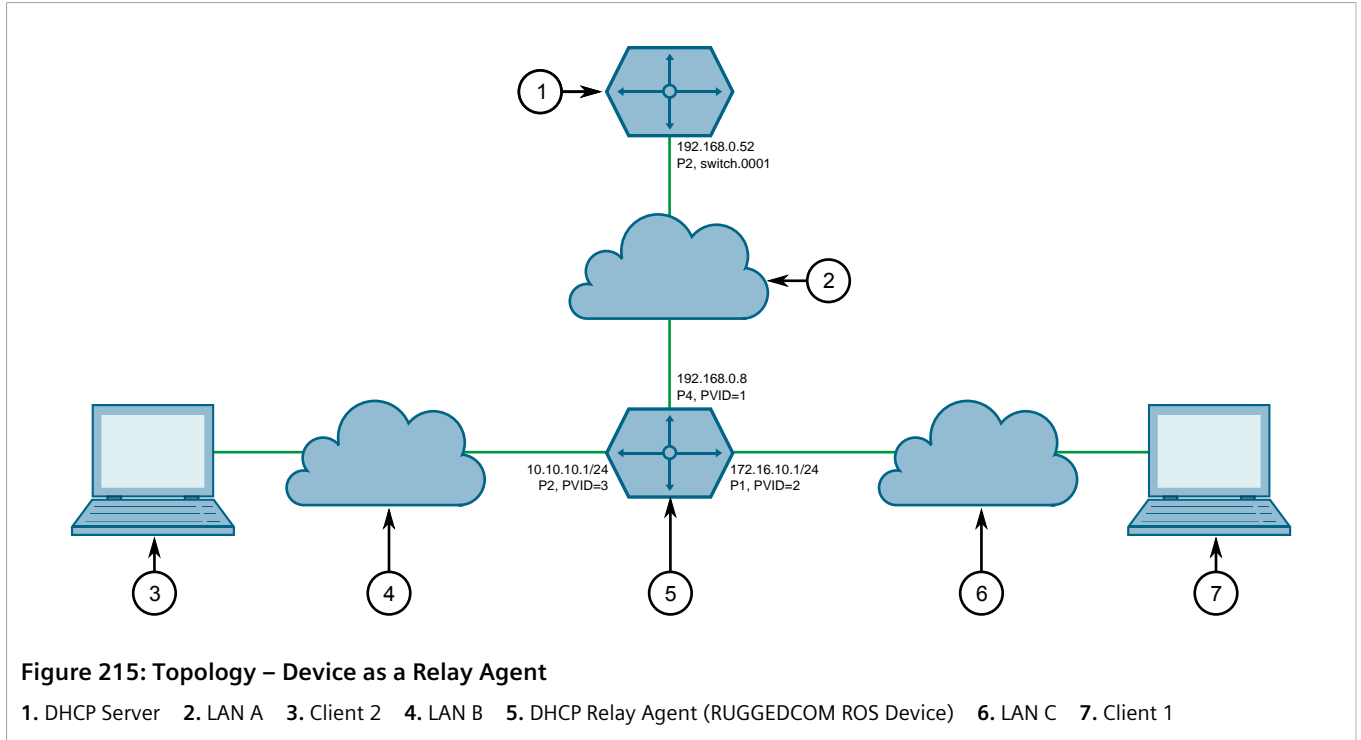 1
192.168.0.52
P2, switch.0001
2
192.168.0.8
P4, PVID=1
10.10.10.1/24
P2, PVID=3
172.16.10.1/24
P1, PVID=2
3
4
5
6
7
Figure 215: Topology – Device as a Relay Agent
1. DHCP Server 2. LAN A 3. Client 2 4. LAN B 5. DHCP Relay Agent (RUGGEDCOM ROS Device) 6. LAN C 7. Client 1